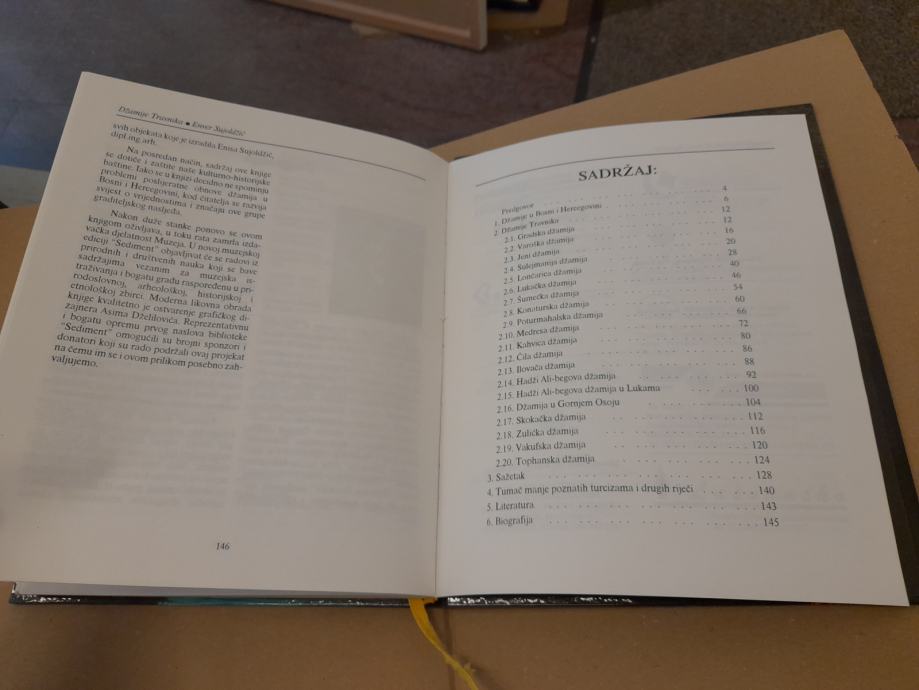 Džamije Travnika ● Enver Sujoldžić
svih objekata koje je izradila Enisa Sujoldžić,
dipl.ing.arh.
Na posredan način, sadržaj ove knjige
se dotiče i zaštite naše kulturno-historijske
baštine. Iako se u knjizi decidno ne spominju
problemi poslijeratne obnove džamija u
Bosni i Hercegovini, kod čitatelja se razvija
svijest o vrijednostima i značaju ove grupe
graditeljskog nasljeđa.
Nakon duže stanke ponovo se ovom
knjigom oživljava, u toku rata zamrla izda-
vačka djelatnost Muzeja. U novoj muzejskoj
ediciji "Sediment" objavljivat će se radovi iz
prirodnih i društvenih nauka koji se bave
sadržajima vezanim za muzejska is-
traživanja i bogatu građu raspoređenu u pri-
rodoslovnoj, arheološkoj, historijskoj i
etnološkoj zbirci. Moderna likovna obrada
knjige kvalitetno je ostvarenje grafičkog di-
zajnera Asima Dželilovića. Reprezentativnu
i bogatu opremu prvog naslova biblioteke
"Sediment" omogućili su brojni sponzori i
donatori koji su rado podržali ovaj projekat
na čemu im se i ovom prilikom posebno zah-
valjujemo.
146
SADRŽAJ:
Predgovor . . . 4
1. Džamije u Bosni i Hercegovini . . . 6
2. Džamije Travnika . . . 12
2.1. Gradska džamija . . . 12
2.2. Varoška džamija . . . 16
2.3. Jeni džamija . . . 20
2.4. Sulejmanija džamija . . . 28
2.5. Lončarica džamija . . . 40
2.6. Lukačka džamija . . . 46
2.7. Šumečka džamija . . . 54
2.8. Konaturska džamija . . . 60
2.9. Poturmahalska džamija . . . 66
2.10. Medresa džamija . . . 72
2.11. Kahvica džamija . . . 80
2.12. Čila džamija . . . 86
2.13. Ilovača džamija . . . 88
2.14. Hadži Ali-begova džamija . . . 92
2.15. Hadži Ali-begova džamija u Lukama . . . 100
2.16. Džamija u Gornjem Osoju . . . 104
2.17. Skokačka džamija . . . 112
2.18. Zulička džamija . . . 116
2.19. Vakufska džamija . . . 120
2.20. Tophanska džamija . . . 124
3. Sažetak . . . 128
4. Tumač manje poznatih turcizama i drugih riječi . . . 140
5. Literatura . . . 143
6. Biografija . . . 145